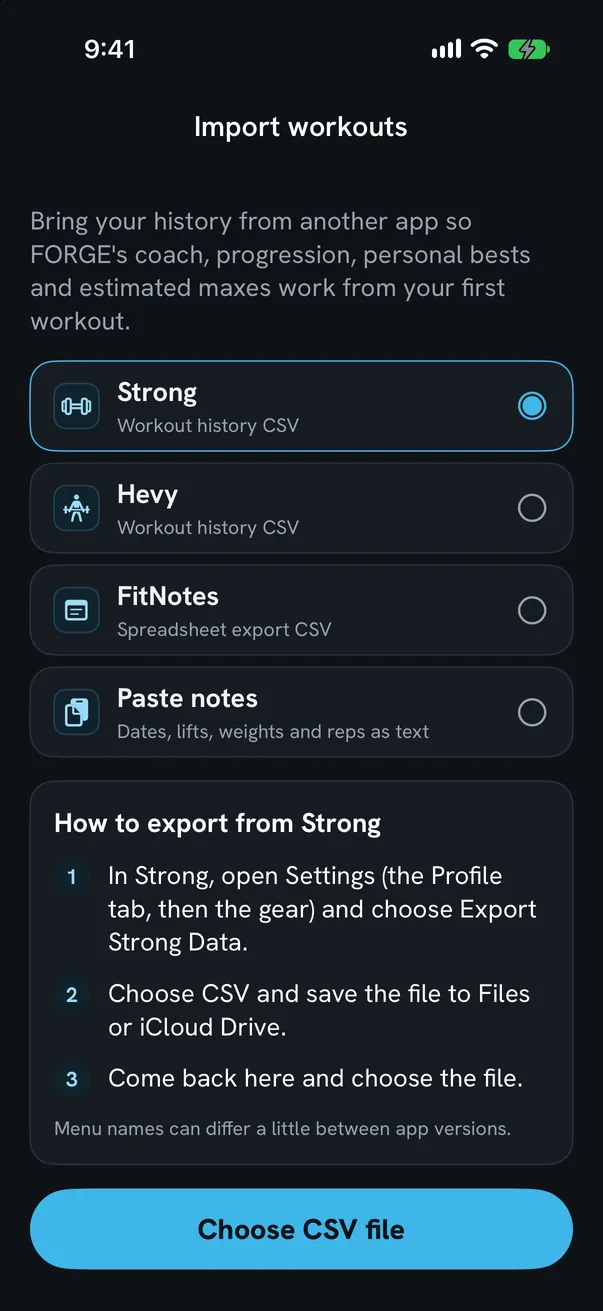 9:41
Import workouts
Bring your history from another app so
FORGE's coach, progression, personal bests
and estimated maxes work from your first
workout.
Strong
Workout history CSV
Hevy
Workout history CSV
FitNotes
Spreadsheet export CSV
Paste notes
Dates, lifts, weights and reps as text
How to export from Strong
1 In Strong, open Settings (the Profile
tab, then the gear) and choose Export
Strong Data.
2 Choose CSV and save the file to Files
or iCloud Drive.
3 Come back here and choose the file.
Menu names can differ a little between app versions.
Choose CSV file